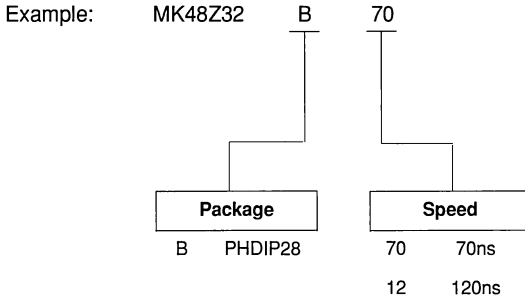 Example: MK48Z32 B 70
Package Speed
B PHDIP28 70 70ns
12 120ns